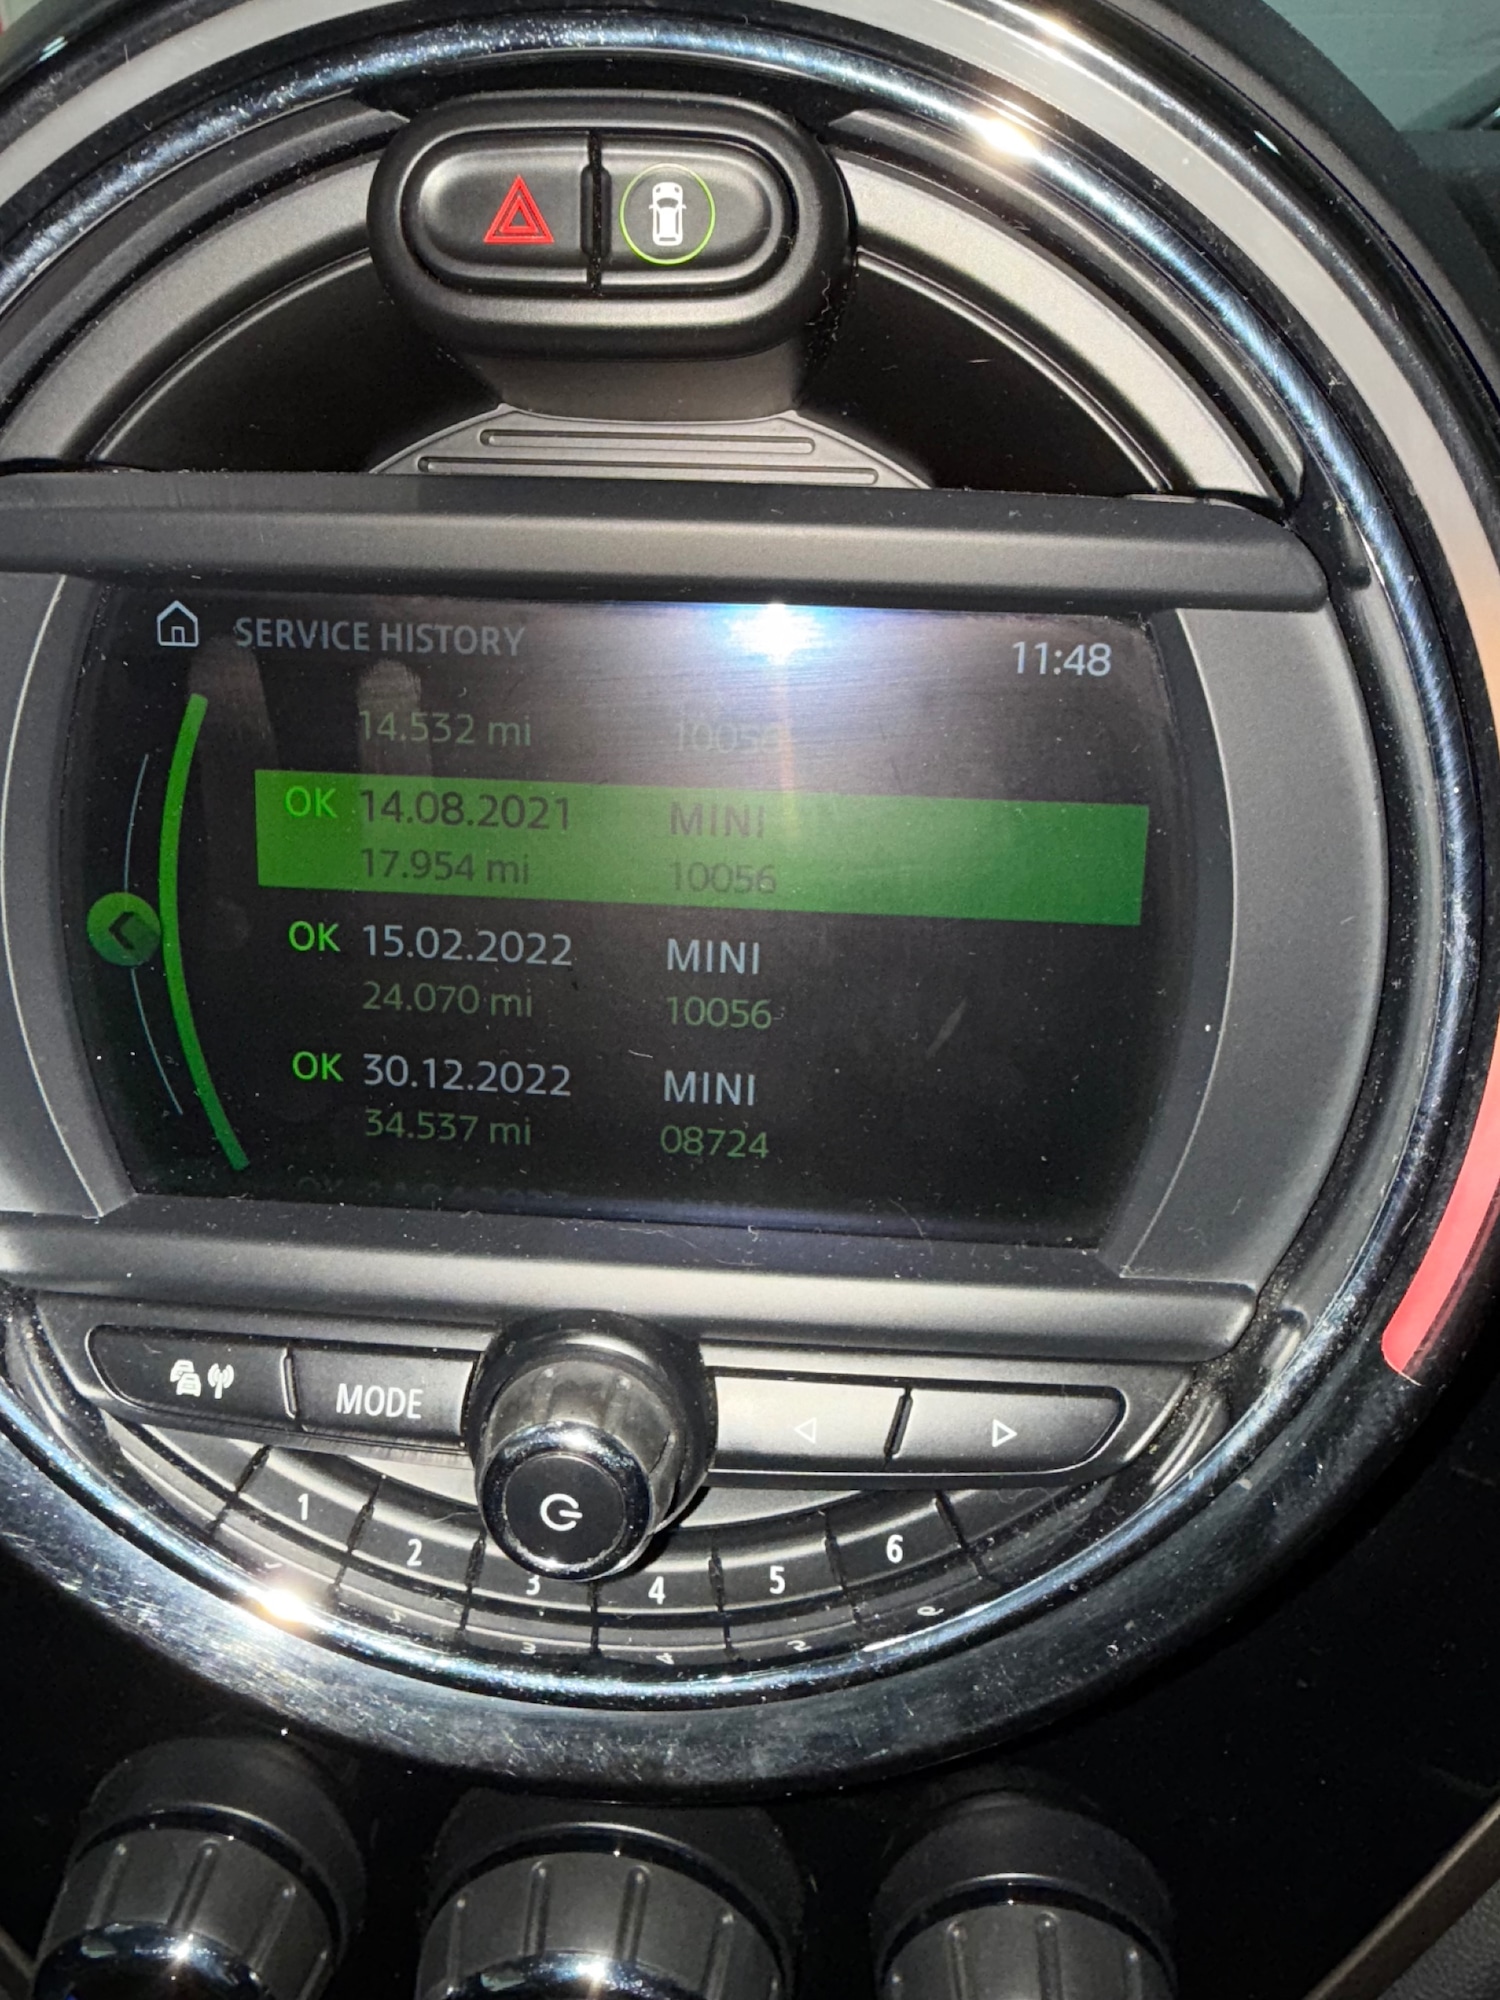 SERVICE HISTORY 11:48
14.532 mi 10056
OK 14.08.2021 MINI
17.954 mi 10056
OK 15.02.2022 MINI
24.070 mi 10056
OK 30.12.2022 MINI
34.537 mi 08724
MODE
1 2 3 4 5 6